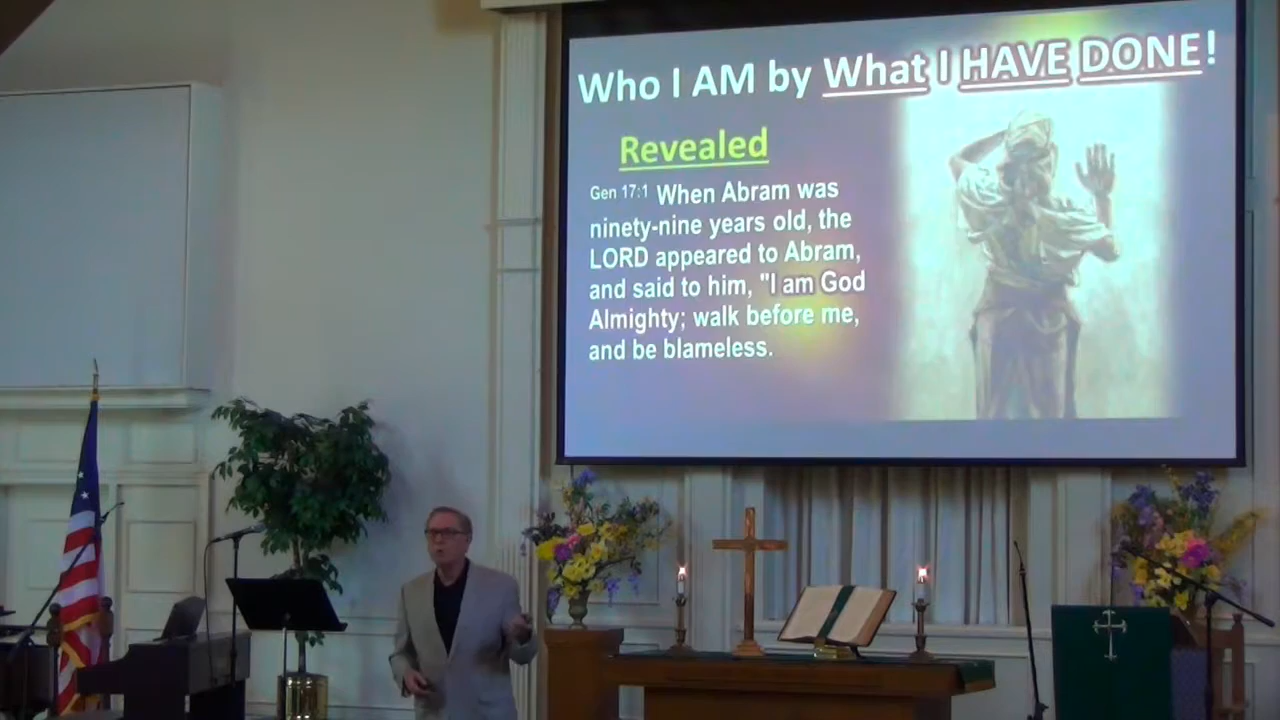 Who I AM by What I HAVE DONE!
Revealed
Gen 17:1 When Abram was
ninety-nine years old, the
LORD appeared to Abram,
and said to him, "I am God
Almighty; walk before me,
and be blameless.